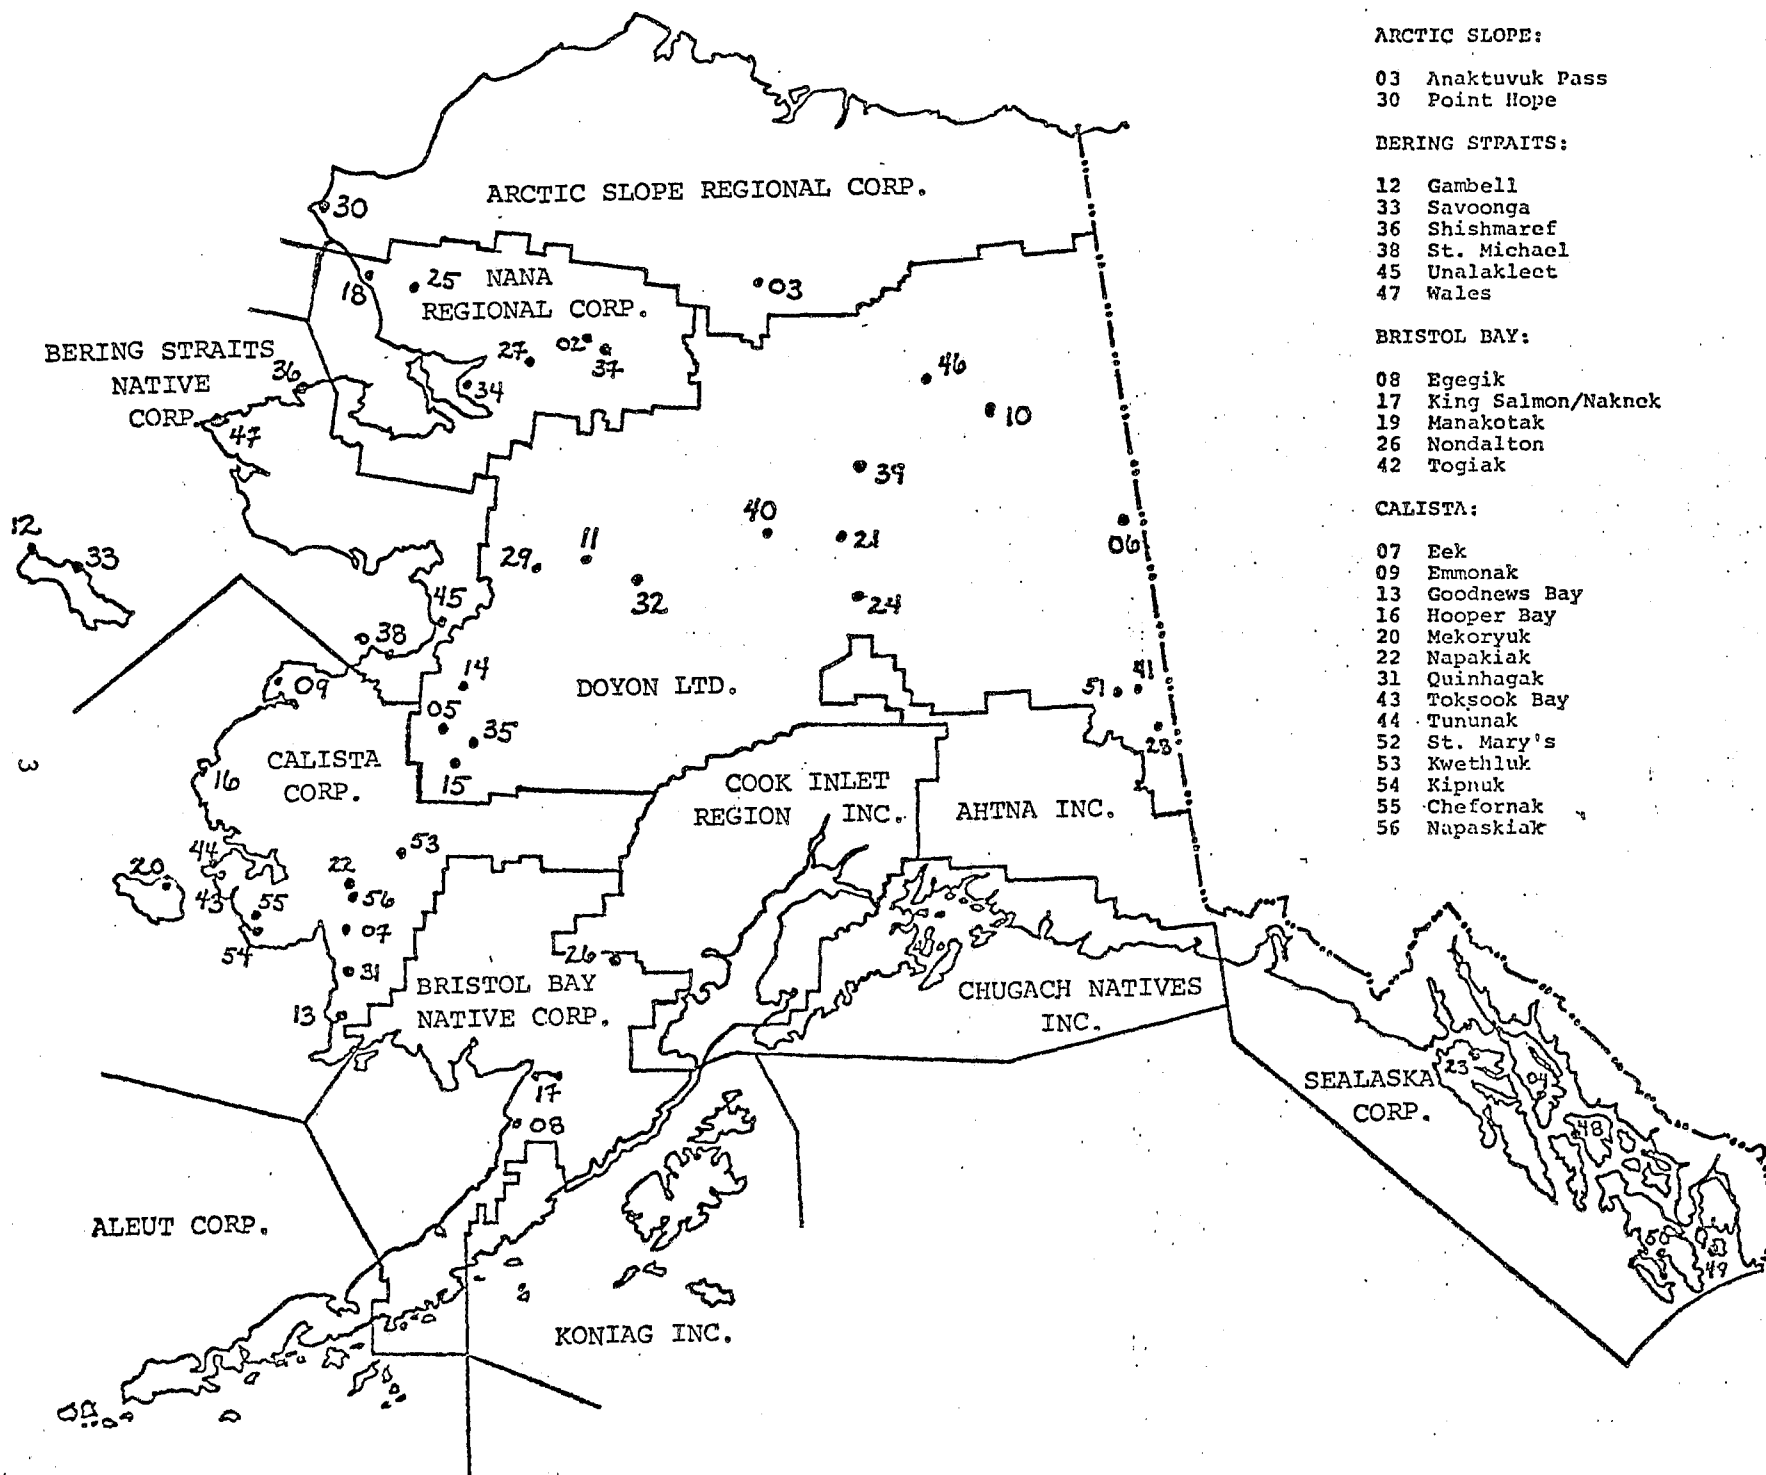 ARCTIC SLOPE:
03 Anaktuvuk Pass
30 Point Hope
BERING STRAITS:
12 Gambell
33 Savoonga
36 Shishmaref
38 St. Michael
45 Unalakleet
47 Wales
BRISTOL BAY:
08 Egegik
17 King Salmon/Naknek
19 Manakotak
26 Nondalton
42 Togiak
CALISTA:
07 Eek
09 Emmonak
13 Goodnews Bay
16 Hooper Bay
20 Mekoryuk
22 Napakiak
31 Quinhagak
43 Toksook Bay
44 Tununak
52 St. Mary's
53 Kwethluk
54 Kipnuk
55 Chefornak
56 Napaskiak
ARCTIC SLOPE REGIONAL CORP.
30
03
NANA
REGIONAL CORP.
18
25
27
02
37
34
BERING STRAITS
NATIVE
CORP.
36
47
12
33
45
38
46
10
39
40
21
11
29
32
24
06
DOYON LTD.
14
05
35
15
51
41
28
09
CALISTA
CORP.
16
44
20
43
55
54
53
22
56
07
31
13
COOK INLET
REGION INC.
AHTNA INC.
26
BRISTOL BAY
NATIVE CORP.
17
08
CHUGACH NATIVES
INC.
SEALASKA
CORP.
23
04
48
50
49
ALEUT CORP.
KONIAG INC.
3